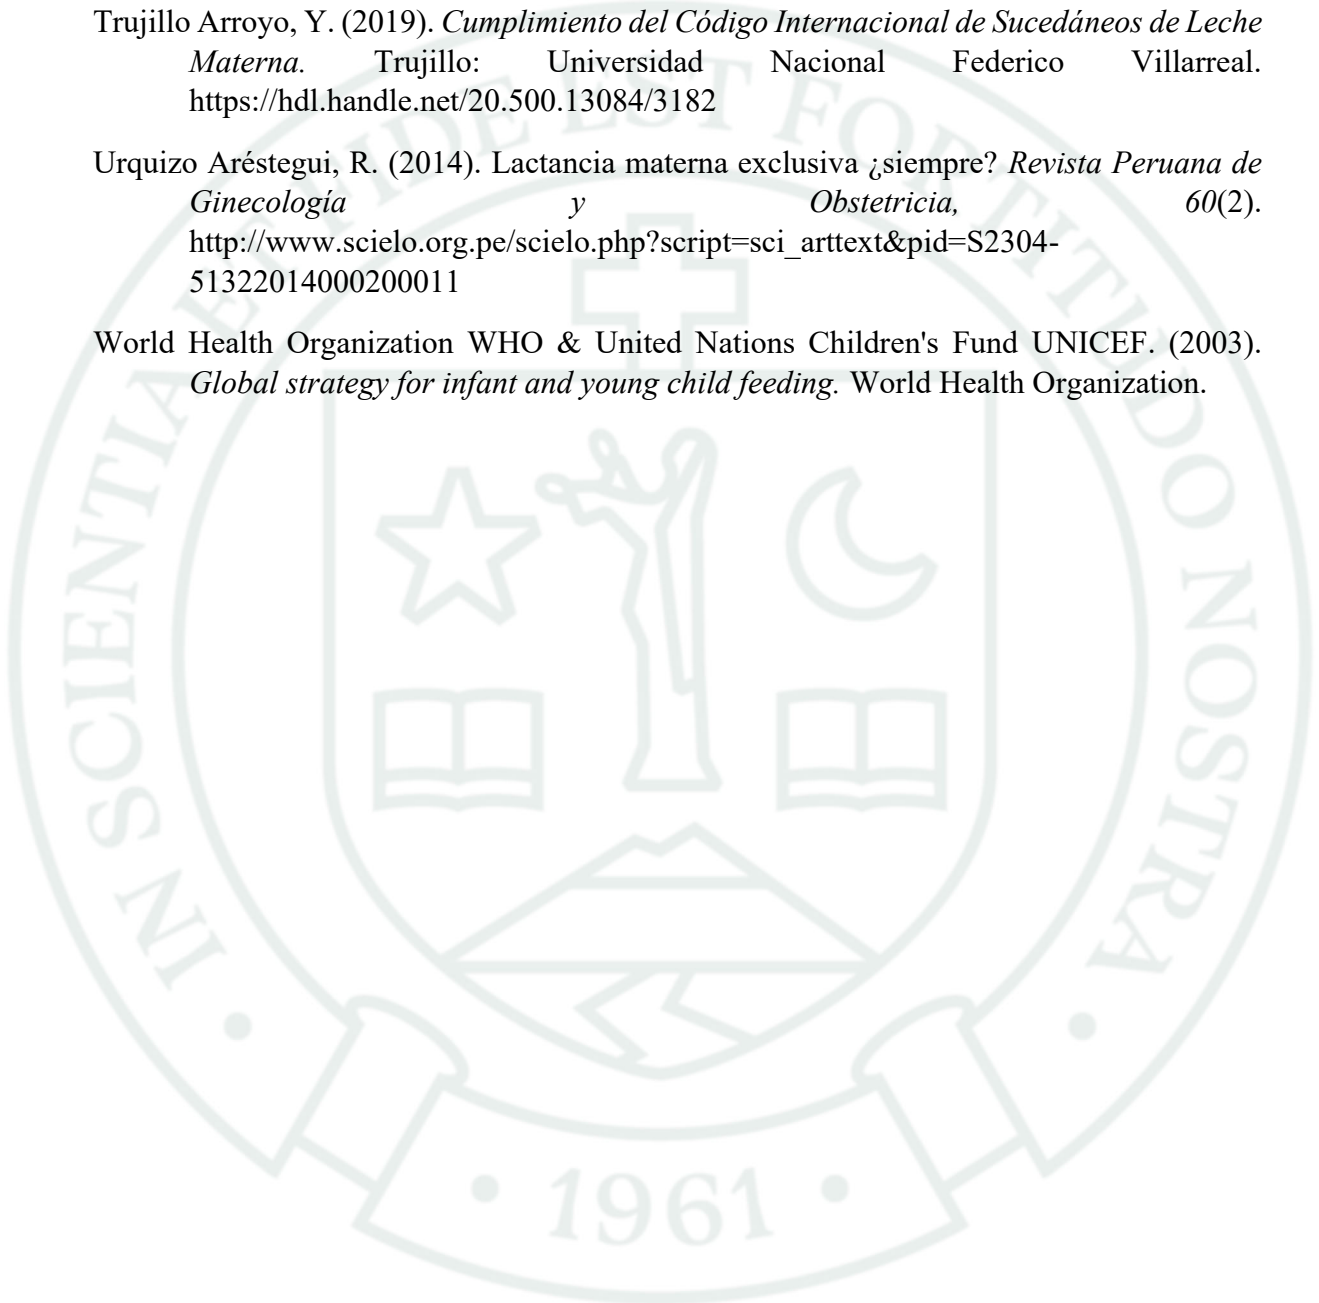 Trujillo Arroyo, Y. (2019). Cumplimiento del Código Internacional de Sucedáneos de Leche
Materna. Trujillo: Universidad Nacional Federico Villarreal.
https://hdl.handle.net/20.500.13084/3182
Urquizo Aréstegui, R. (2014). Lactancia materna exclusiva ¿siempre? Revista Peruana de
Ginecología y Obstetricia, 60(2).
http://www.scielo.org.pe/scielo.php?script=sci_arttext&pid=S2304-
51322014000200011
World Health Organization WHO & United Nations Children's Fund UNICEF. (2003).
Global strategy for infant and young child feeding. World Health Organization.
IN SCIENTIA ET FIDE EST FORTITUDO NOSTRA
• 1961 •